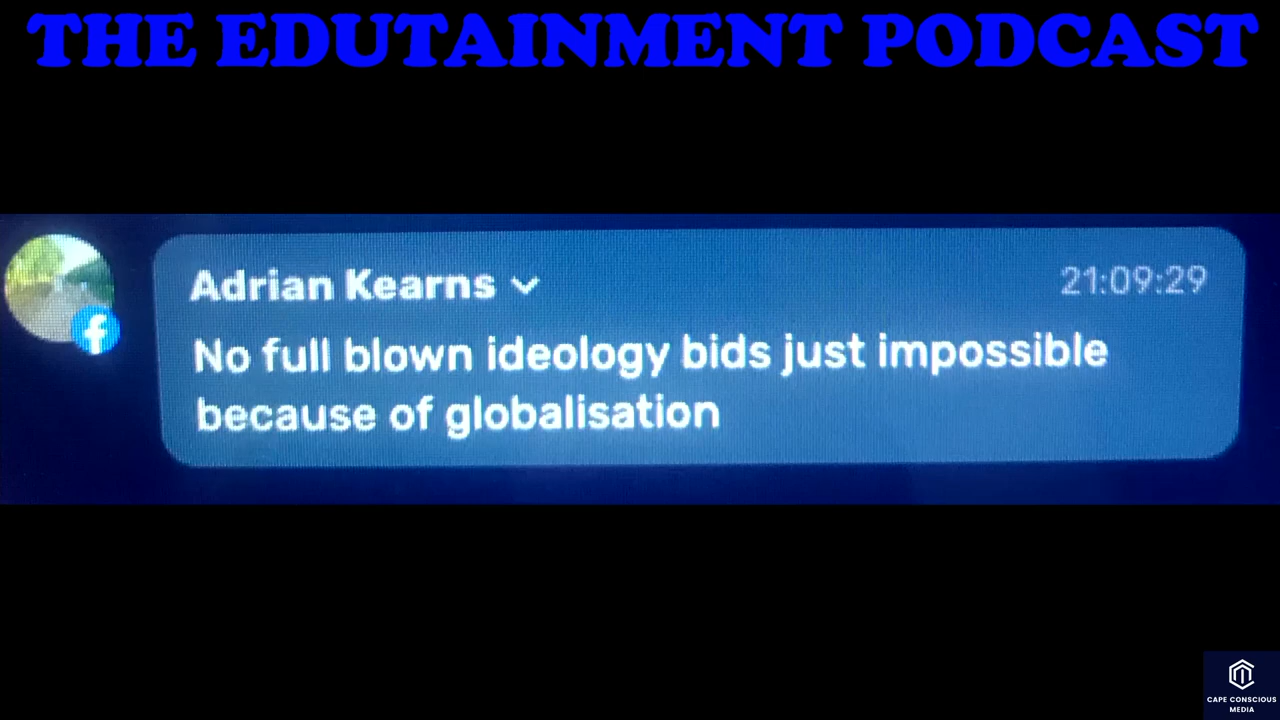 THE EDUTAINMENT PODCAST
Adrian Kearns
21:09:29
No full blown ideology bids just impossible
because of globalisation
CAPE CONSCIOUS
MEDIA